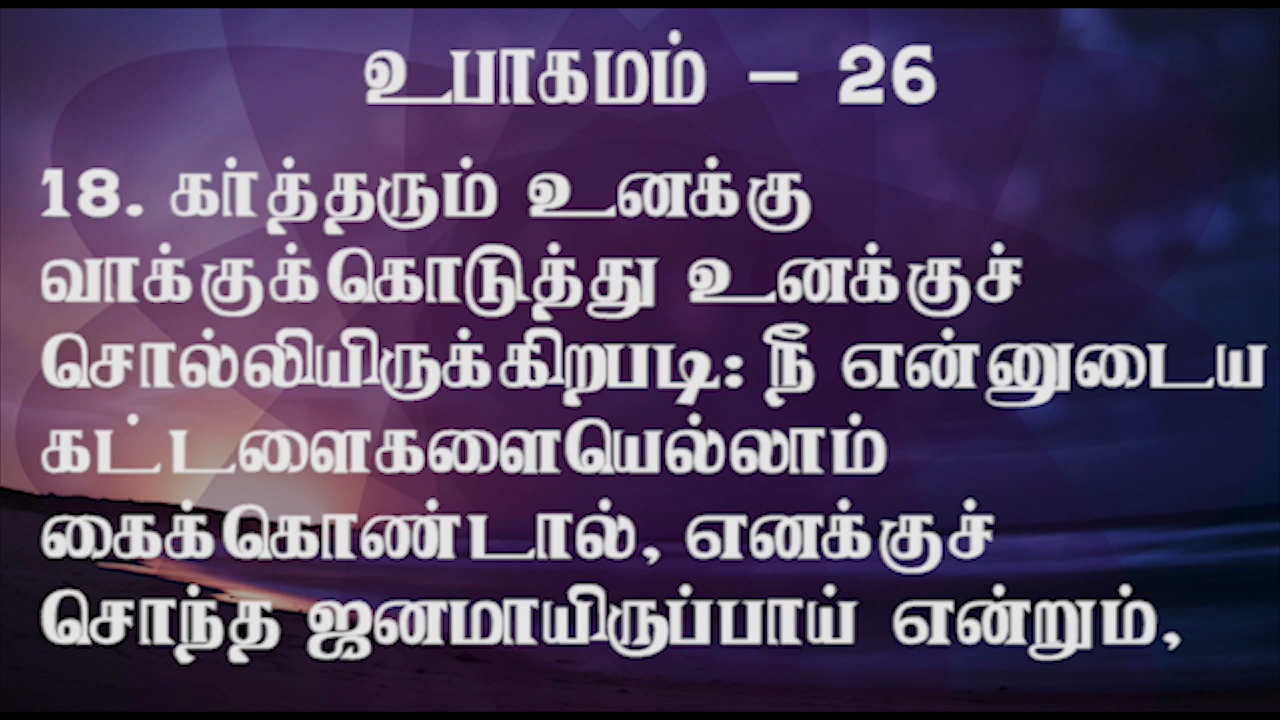 உபாகமம் - 26
18. கர்த்தரும் உனக்கு
வாக்குக்கொடுத்து உனக்குச்
சொல்லியிருக்கிறபடி: நீ என்னுடைய
கட்டளைகளையெல்லாம்
கைக்கொண்டால், எனக்குச்
சொந்த ஜனமாயிருப்பாய் என்றும்,